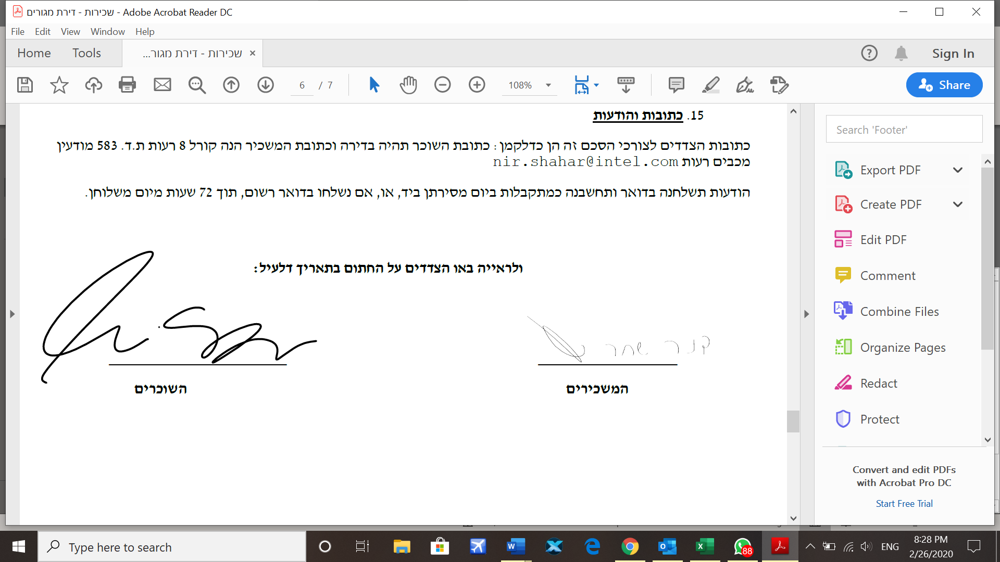 שכירות - דירת מגורים - Adobe Acrobat Reader DC
File Edit View Window Help
Home Tools שכירות - דירת מגור... × Sign In
6 / 7 108% Share
15. כתובות והודעות
כתובות הצדדים לצורכי הסכם זה הן כדלקמן: כתובת השוכר תהיה בדירה וכתובת המשכיר הנה קורל 8 רעות ת.ד. 583 מודעין
מכבים רעות nir.shahar@intel.com
הודעות תשלחנה בדואר ותחשבנה כמתקבלות ביום מסירתן ביד, או, אם נשלחו בדואר רשום, תוך 72 שעות מיום משלוחן.
ולראייה באו הצדדים על החתום בתאריך דלעיל:
שחר
המשכירים
השוכרים
Search 'Footer'
Export PDF
Create PDF
Edit PDF
Comment
Combine Files
Organize Pages
Redact
Protect
Convert and edit PDFs
with Acrobat Pro DC
Start Free Trial
Type here to search
88
ENG
8:28 PM
2/26/2020